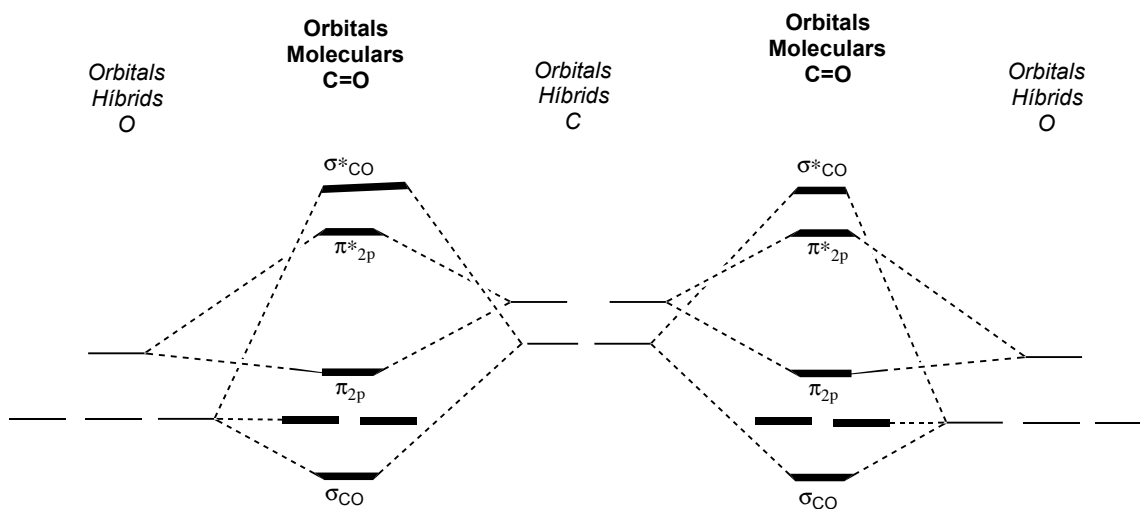 Orbitals
Moleculars
C=O
Orbitals
Moleculars
C=O
Orbitals
Híbrids
O
Orbitals
Híbrids
C
Orbitals
Híbrids
O
σ*CO
σ*CO
π*2p
π*2p
π2p
π2p
σCO
σCO